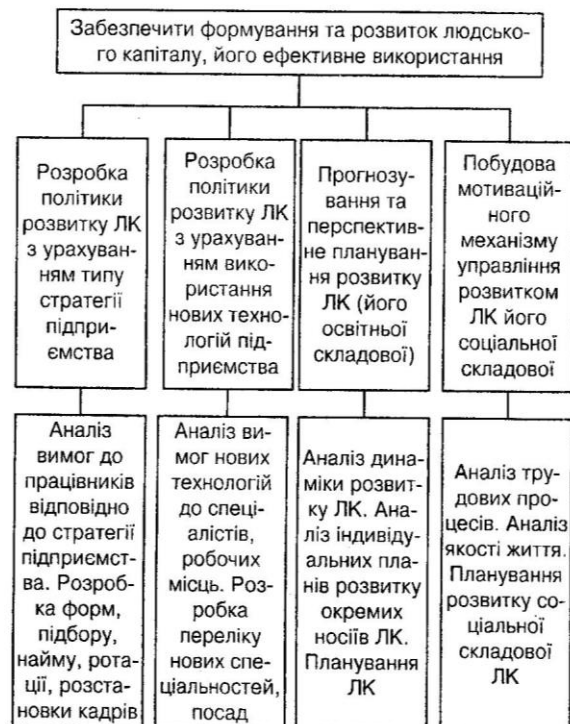 Забезпечити формування та розвиток людсь-
кого капіталу, його ефективне використання
Розробка
політики
розвитку ЛК
з урахуван-
ням типу
стратегії
підпри-
ємства
Розробка
політики
розвитку ЛК
з урахуван-
ням вико-
ристання
нових техно-
логій під-
приємства
Прогнозу-
вання та
перспектив-
не плануван-
ня розвитку
ЛК (його
освітньої
складової)
Побудова
мотивацій-
ного
механізму
управління
розвитком
ЛК його
соціальної
складової
Аналіз
вимог до
працівників
відповідно
до стратегії
підприємст-
ва. Розроб-
ка форм,
підбору,
найму, рота-
ції, розста-
новки кадрів
Аналіз ви-
мог нових
технологій
до спеці-
алістів,
робочих
місць. Роз-
робка
переліку
нових спе-
ціальностей,
посад
Аналіз дина-
міки розвит-
ку ЛК. Ана-
ліз індивіду-
альних пла-
нів розвитку
окремих
носіїв ЛК.
Планування
ЛК
Аналіз тру-
дових про-
цесів. Аналіз
якості життя.
Планування
розвитку со-
ціальної
складової
ЛК